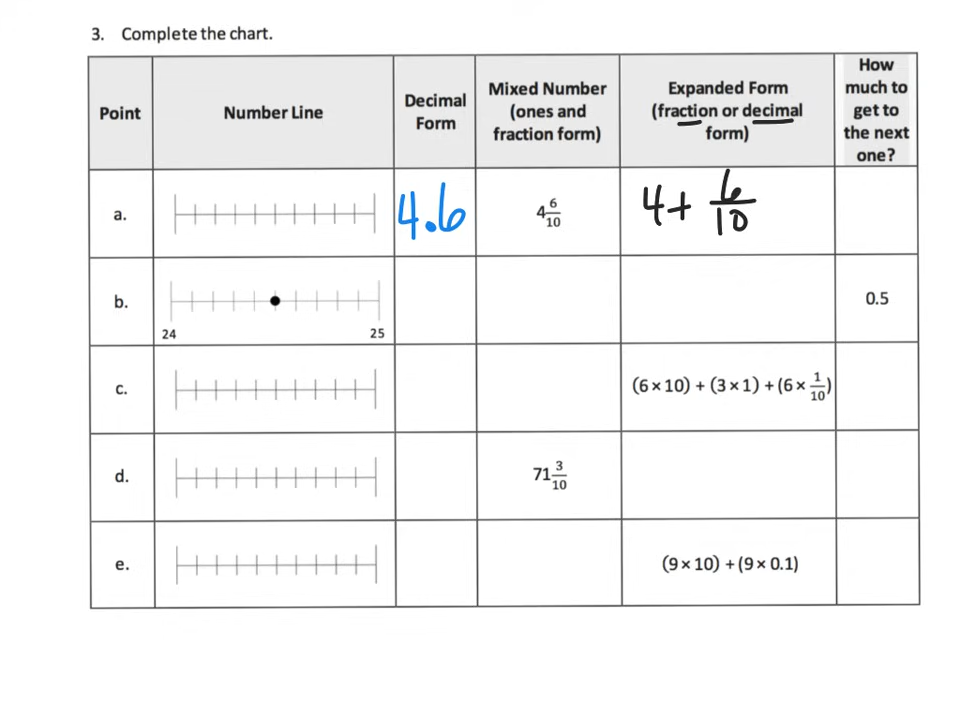 3. Complete the chart.
Point
Number Line
Decimal
Form
Mixed Number
(ones and
fraction form)
Expanded Form
(fraction or decimal
form)
How
much to
get to
the next
one?
a.
4.6
4 6/10
4 + 6/10
b.
24 25
0.5
c.
(6 × 10) + (3 × 1) + (6 × 1/10)
d.
71 3/10
e.
(9 × 10) + (9 × 0.1)